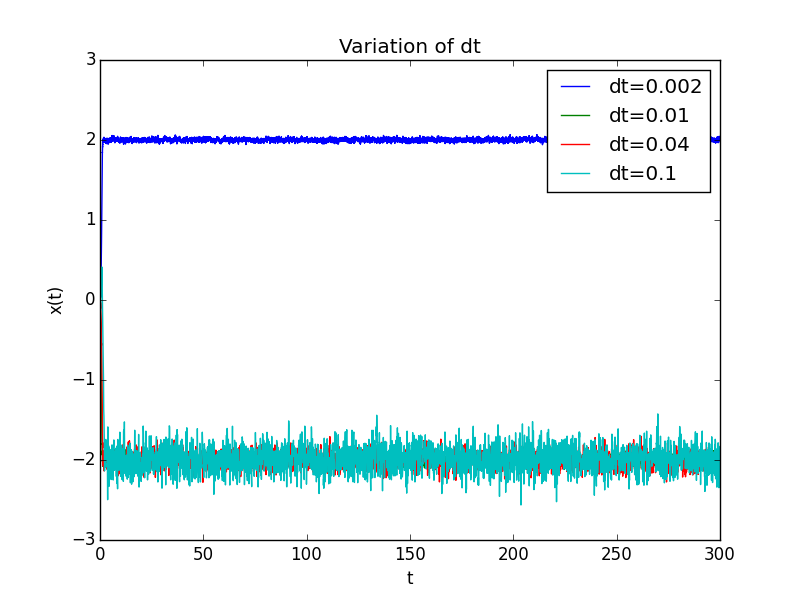 Variation of dt
3
2
1
0
−1
−2
−3
x(t)
dt=0.002
dt=0.01
dt=0.04
dt=0.1
0 50 100 150 200 250 300
t